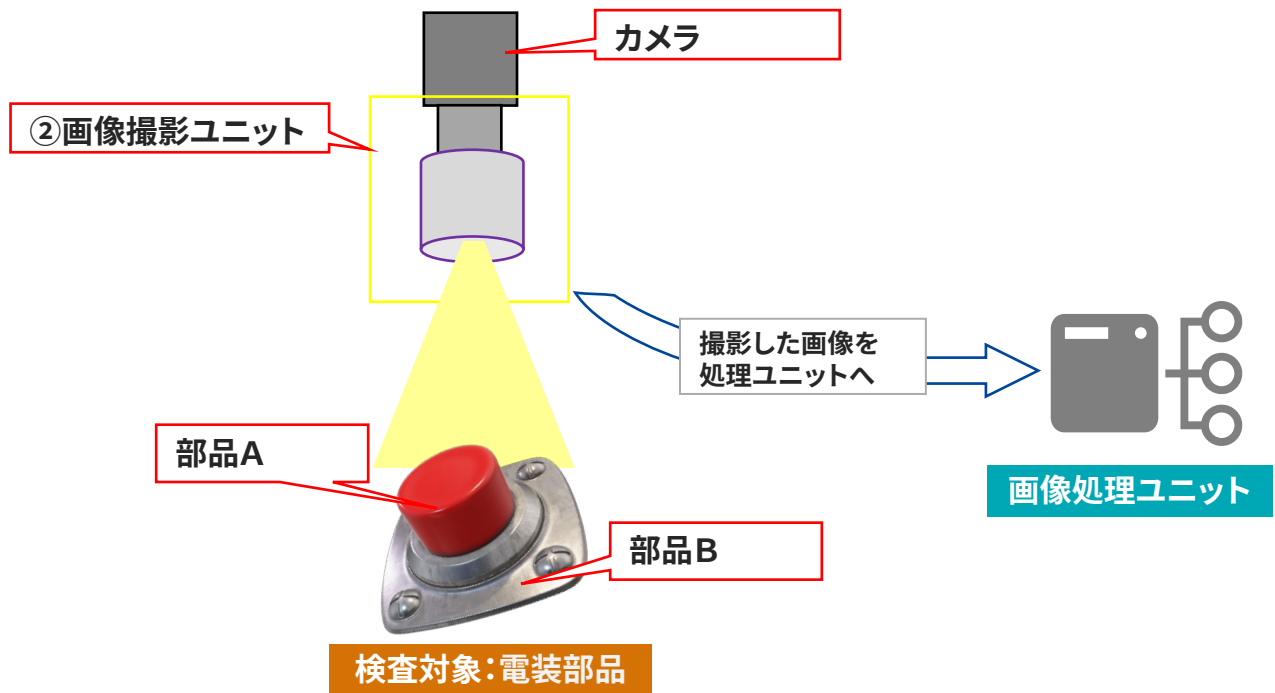 カメラ
②画像撮影ユニット
撮影した画像を
処理ユニットへ
部品A
画像処理ユニット
部品B
検査対象：電装部品